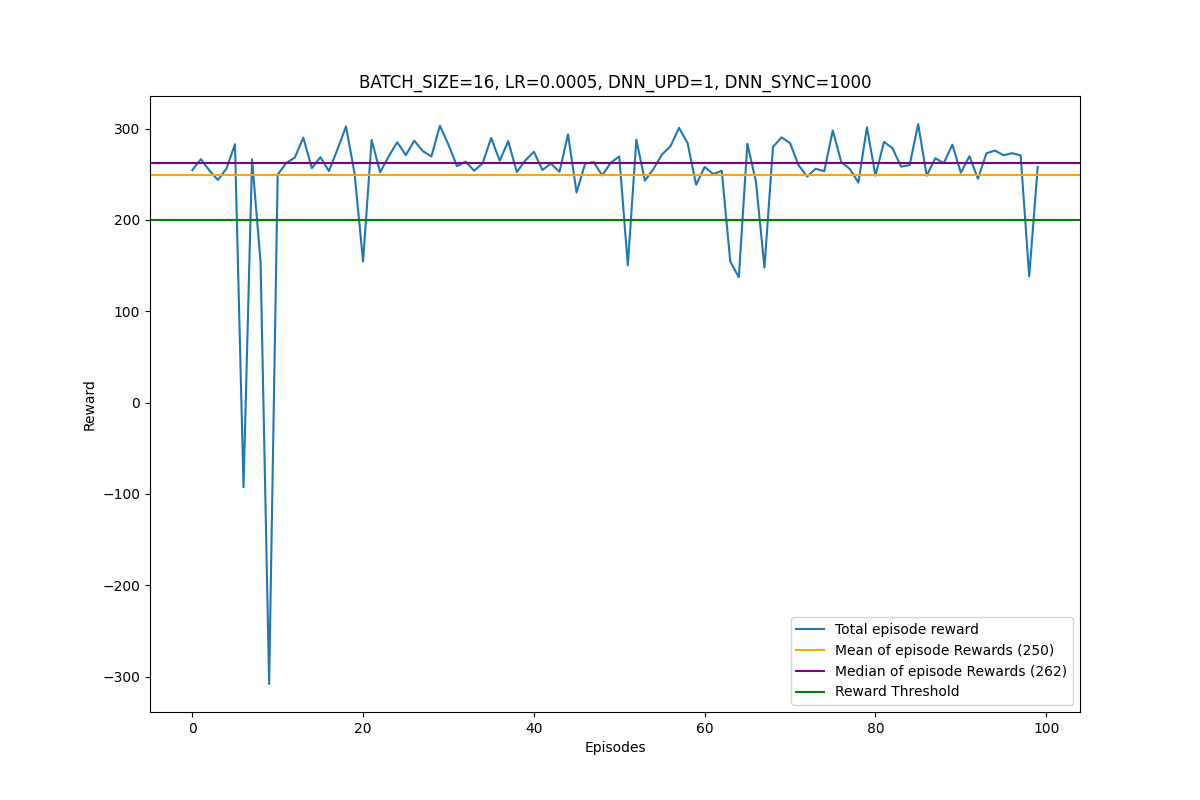 BATCH_SIZE=16, LR=0.0005, DNN_UPD=1, DNN_SYNC=1000
300
200
100
0
−100
−200
−300
Reward
0
20
40
60
80
100
Episodes
Total episode reward
Mean of episode Rewards (250)
Median of episode Rewards (262)
Reward Threshold